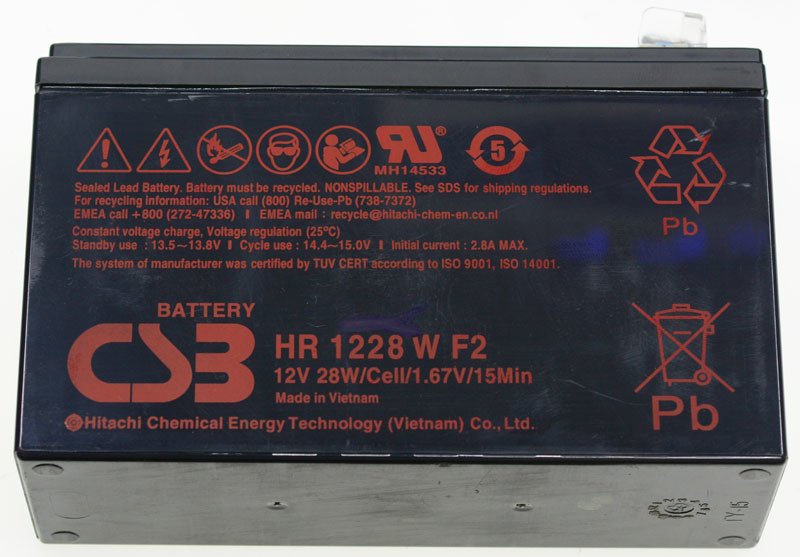 MH14533
5
Sealed Lead Battery. Battery must be recycled. NONSPILLABLE. See SDS for shipping regulations.
For recycling information: USA call (800) Re-Use-Pb (738-7372)
EMEA call +800 (272-47336) I EMEA mail : recycle@hitachi-chem-en.co.nl
Constant voltage charge, Voltage regulation (25°C)
Standby use : 13.5~13.8V I Cycle use : 14.4~15.0V I Initial current : 2.8A MAX.
The system of manufacturer was certified by TUV CERT according to ISO 9001, ISO 14001.
Pb
BATTERY
CSB
HR 1228 W F2
12V 28W/Cell/1.67V/15Min
Made in Vietnam
Hitachi Chemical Energy Technology (Vietnam) Co., Ltd.
Pb